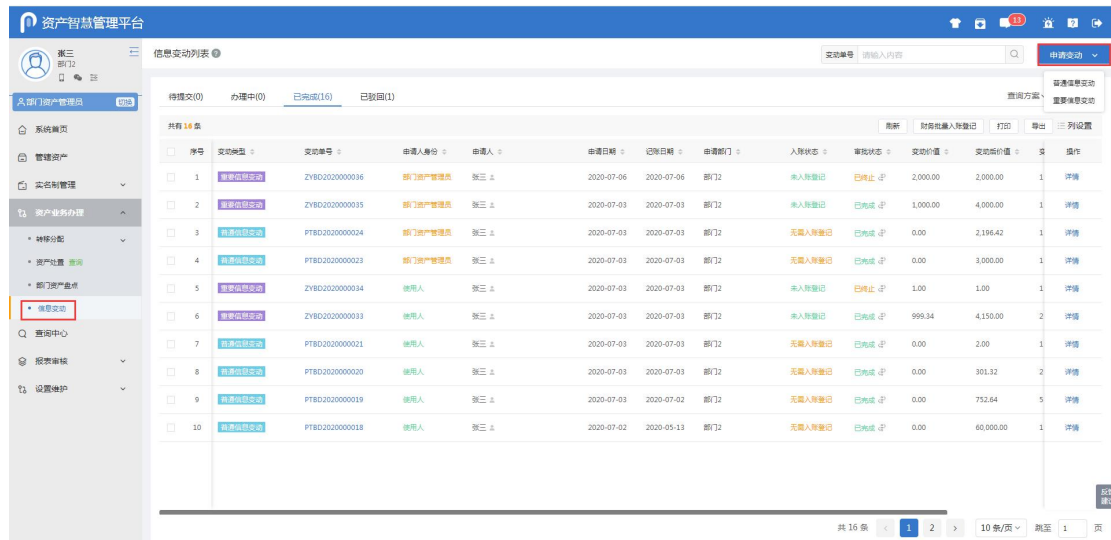 资产智慧管理平台
13
张三
部门2
部门资产管理员 切换
系统首页
管辖资产
实名制管理
资产业务办理
转移分配
资产处置 查询
部门资产盘点
信息变动
查询中心
报表审核
设置维护
信息变动列表
变动单号 请输入内容
申请变动
普通信息变动
重要信息变动
待提交(0) 办理中(0) 已完成(16) 已驳回(1)
查询方案
共有 16 条
刷新 财务批量入账登记 打印 导出 列设置
序号 变动类型 变动单号 申请人身份 申请人 申请日期 记账日期 申请部门 入账状态 审批状态 变动价值 变动后价值 操作
1 重要信息变动 ZYBD2020000036 部门资产管理员 张三 2020-07-06 2020-07-06 部门2 未入账登记 已终止 2,000.00 2,000.00 1 详情
2 重要信息变动 ZYBD2020000035 部门资产管理员 张三 2020-07-03 2020-07-03 部门2 未入账登记 已完成 1,000.00 4,000.00 1 详情
3 普通信息变动 PTBD2020000024 部门资产管理员 张三 2020-07-03 2020-07-03 部门2 无需入账登记 已完成 0.00 2,196.42 1 详情
4 普通信息变动 PTBD2020000023 部门资产管理员 张三 2020-07-03 2020-07-03 部门2 无需入账登记 已完成 0.00 3,000.00 1 详情
5 重要信息变动 ZYBD2020000034 使用人 张三 2020-07-03 2020-07-03 部门2 未入账登记 已终止 1.00 1.00 1 详情
6 重要信息变动 ZYBD2020000033 使用人 张三 2020-07-03 2020-07-03 部门2 未入账登记 已完成 999.34 4,150.00 2 详情
7 普通信息变动 PTBD2020000021 使用人 张三 2020-07-03 2020-07-03 部门2 无需入账登记 已完成 0.00 2.00 1 详情
8 普通信息变动 PTBD2020000020 使用人 张三 2020-07-03 2020-07-03 部门2 无需入账登记 已完成 0.00 301.32 2 详情
9 普通信息变动 PTBD2020000019 使用人 张三 2020-07-03 2020-07-02 部门2 无需入账登记 已完成 0.00 752.64 5 详情
10 普通信息变动 PTBD2020000018 使用人 张三 2020-07-02 2020-05-13 部门2 无需入账登记 已完成 0.00 60,000.00 1 详情
共 16 条 1 2 10 条/页 跳至 1 页